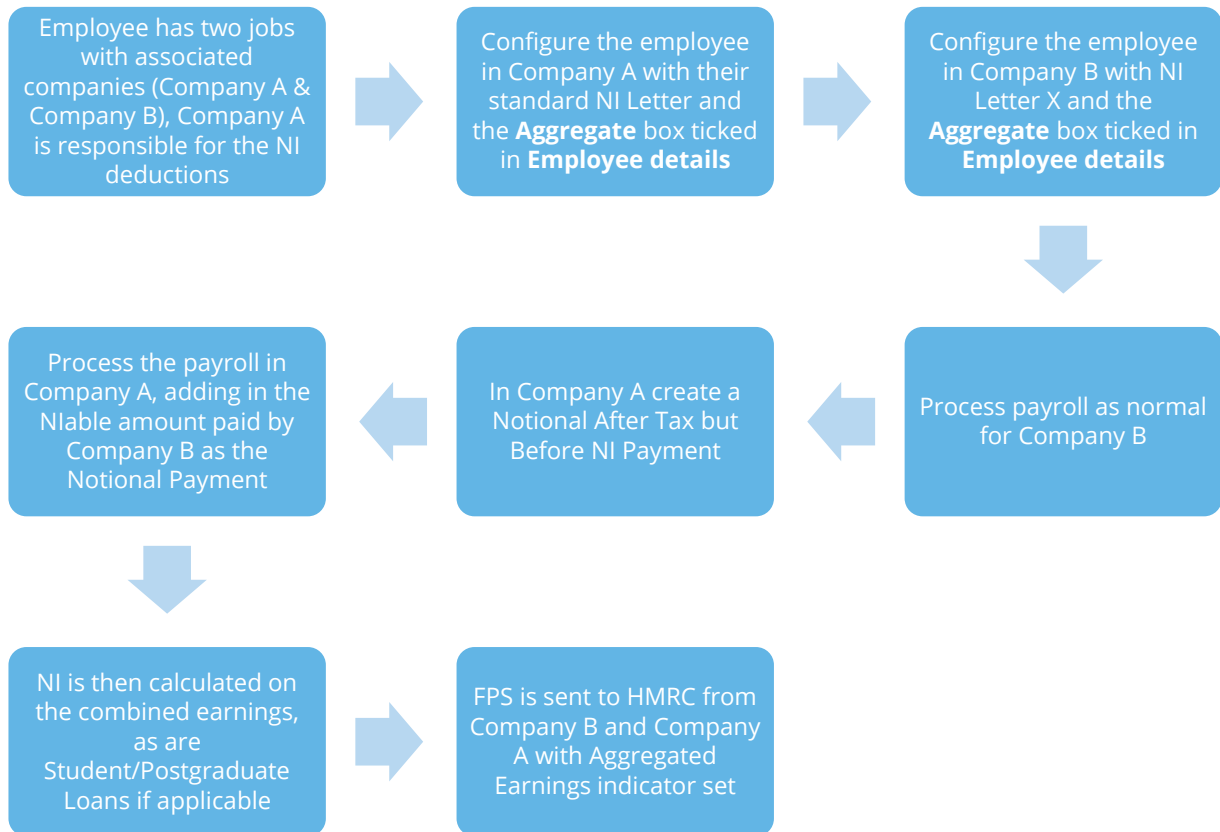 Employee has two jobs
with associated
companies (Company A &
Company B), Company A
is responsible for the NI
deductions
Configure the employee
in Company A with their
standard NI Letter and
the Aggregate box ticked
in Employee details
Configure the employee
in Company B with NI
Letter X and the
Aggregate box ticked in
Employee details
Process payroll as normal
for Company B
In Company A create a
Notional After Tax but
Before NI Payment
Process the payroll in
Company A, adding in the
NIable amount paid by
Company B as the
Notional Payment
NI is then calculated on
the combined earnings,
as are
Student/Postgraduate
Loans if applicable
FPS is sent to HMRC from
Company B and Company
A with Aggregated
Earnings indicator set